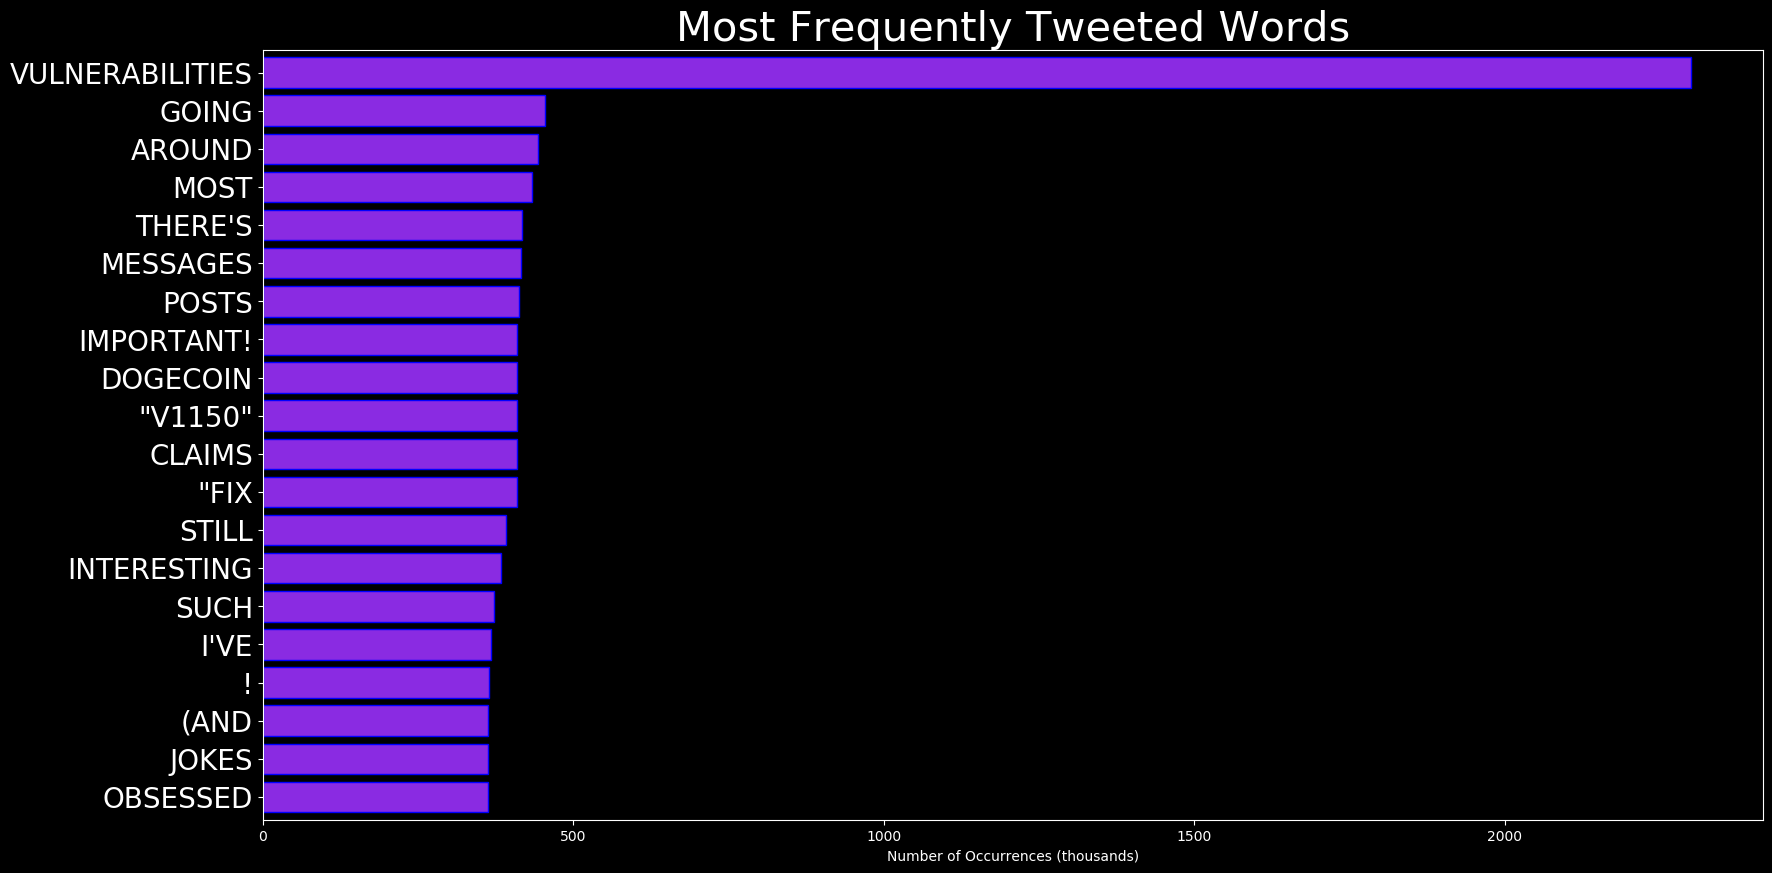 Most Frequently Tweeted Words
VULNERABILITIES
GOING
AROUND
MOST
THERE'S
MESSAGES
POSTS
IMPORTANT!
DOGECOIN
"V1150"
CLAIMS
"FIX
STILL
INTERESTING
SUCH
I'VE
!
(AND
JOKES
OBSESSED
0 500 1000 1500 2000
Number of Occurrences (thousands)